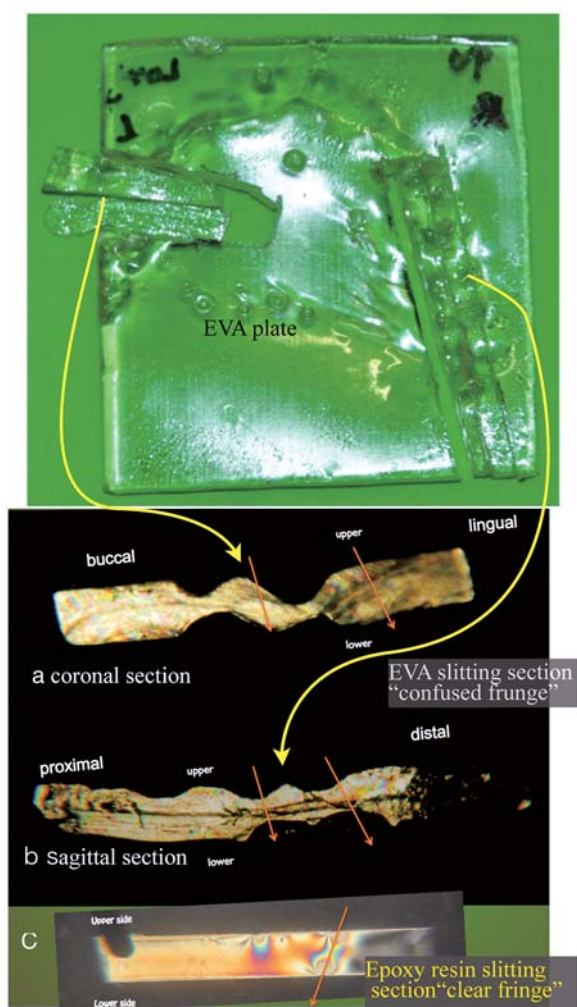 EVA plate
buccal
upper
lingual
lower
a coronal section
EVA slitting section
“confused frunge”
proximal
upper
distal
b sagittal section
lower
C
Upper side
Lower side
Epoxy resin slitting
section“clear fringe”